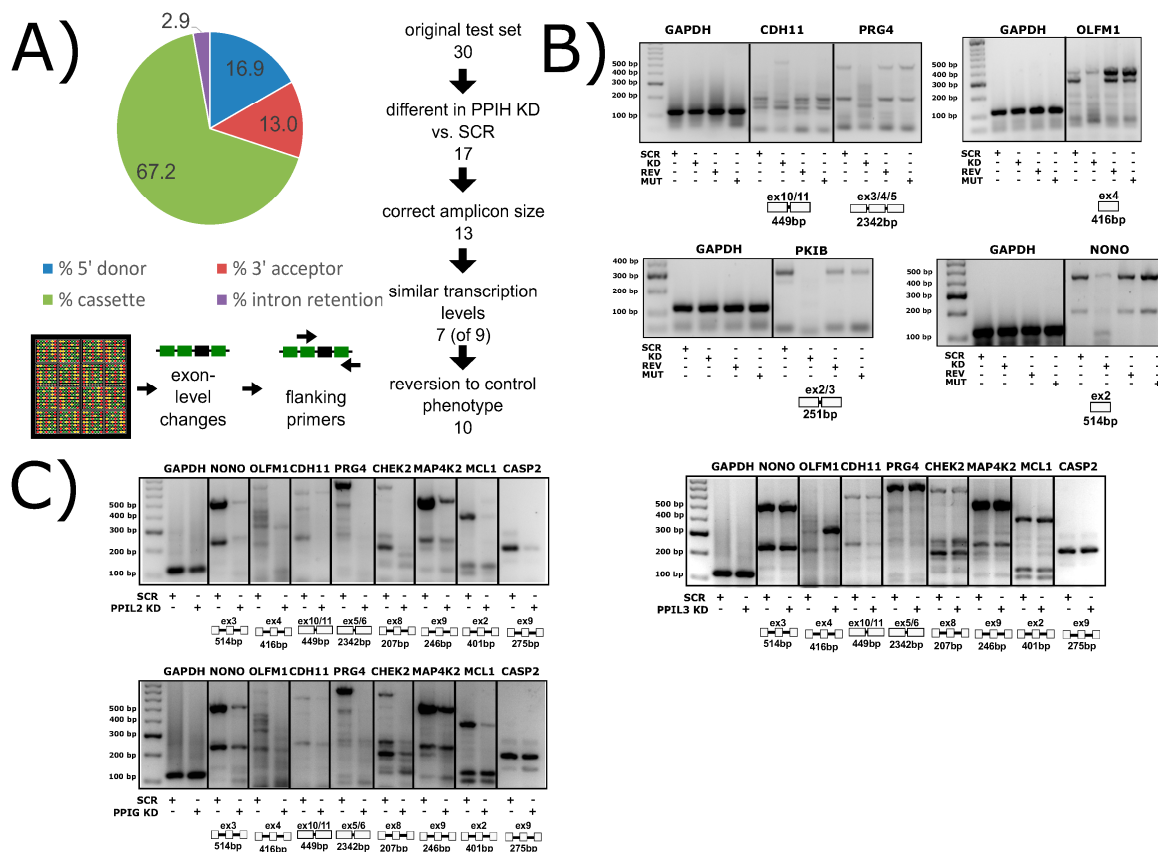 A)
2.9
16.9
13.0
67.2
% 5' donor
% 3' acceptor
% cassette
% intron retention
exon-
level
changes
flanking
primers
original test set
30
different in PPIH KD
vs. SCR
17
correct amplicon size
13
similar transcription
levels
7 (of 9)
reversion to control
phenotype
10
B)
GAPDH CDH11 PRG4
500 bp
400 bp
300 bp
200 bp
100 bp
SCR + - - - + - - - + - - -
KD - + - - - + - - - + - -
REV - - + - - - + - - - + -
MUT - - - + - - - + - - - +
ex10/11 ex3/4/5
449bp 2342bp
GAPDH OLFM1
500 bp
400 bp
300 bp
200 bp
100 bp
SCR + - - - + - - -
KD - + - - - + - -
REV - - + - - - + -
MUT - - - + - - - +
ex4
416bp
GAPDH PKIB
400 bp
300 bp
200 bp
100 bp
SCR + - - - + - - -
KD - + - - - + - -
REV - - + - - - + -
MUT - - - + - - - +
ex2/3
251bp
GAPDH NONO
500 bp
400 bp
300 bp
200 bp
100 bp
SCR + - - - + - - -
KD - + - - - + - -
REV - - + - - - + -
MUT - - - + - - - +
ex2
514bp
C)
GAPDH NONO OLFM1 CDH11 PRG4 CHEK2 MAP4K2 MCL1 CASP2
500 bp
400 bp
300 bp
200 bp
100 bp
SCR + - + - + - + - + - + - + - + - + -
PPIL2 KD - + - + - + - + - + - + - + - + - +
ex3 ex4 ex10/11 ex5/6 ex8 ex9 ex2 ex9
514bp 416bp 449bp 2342bp 207bp 246bp 401bp 275bp
GAPDH NONO OLFM1 CDH11 PRG4 CHEK2 MAP4K2 MCL1 CASP2
500 bp
400 bp
300 bp
200 bp
100 bp
SCR + - + - + - + - + - + - + - + - + -
PPIL3 KD - + - + - + - + - + - + - + - + - +
ex3 ex4 ex10/11 ex5/6 ex8 ex9 ex2 ex9
514bp 416bp 449bp 2342bp 207bp 246bp 401bp 275bp
GAPDH NONO OLFM1 CDH11 PRG4 CHEK2 MAP4K2 MCL1 CASP2
500 bp
400 bp
300 bp
200 bp
100 bp
SCR + - + - + - + - + - + - + - + - + -
PPIG KD - + - + - + - + - + - + - + - + - +
ex3 ex4 ex10/11 ex5/6 ex8 ex9 ex2 ex9
514bp 416bp 449bp 2342bp 207bp 246bp 401bp 275bp